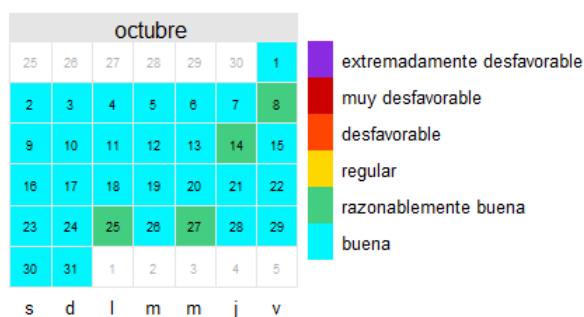 octubre
25 26 27 28 29 30 1
2 3 4 5 6 7 8
9 10 11 12 13 14 15
16 17 18 19 20 21 22
23 24 25 26 27 28 29
30 31 1 2 3 4 5
s d l m m j v
extremadamente desfavorable
muy desfavorable
desfavorable
regular
razonablemente buena
buena